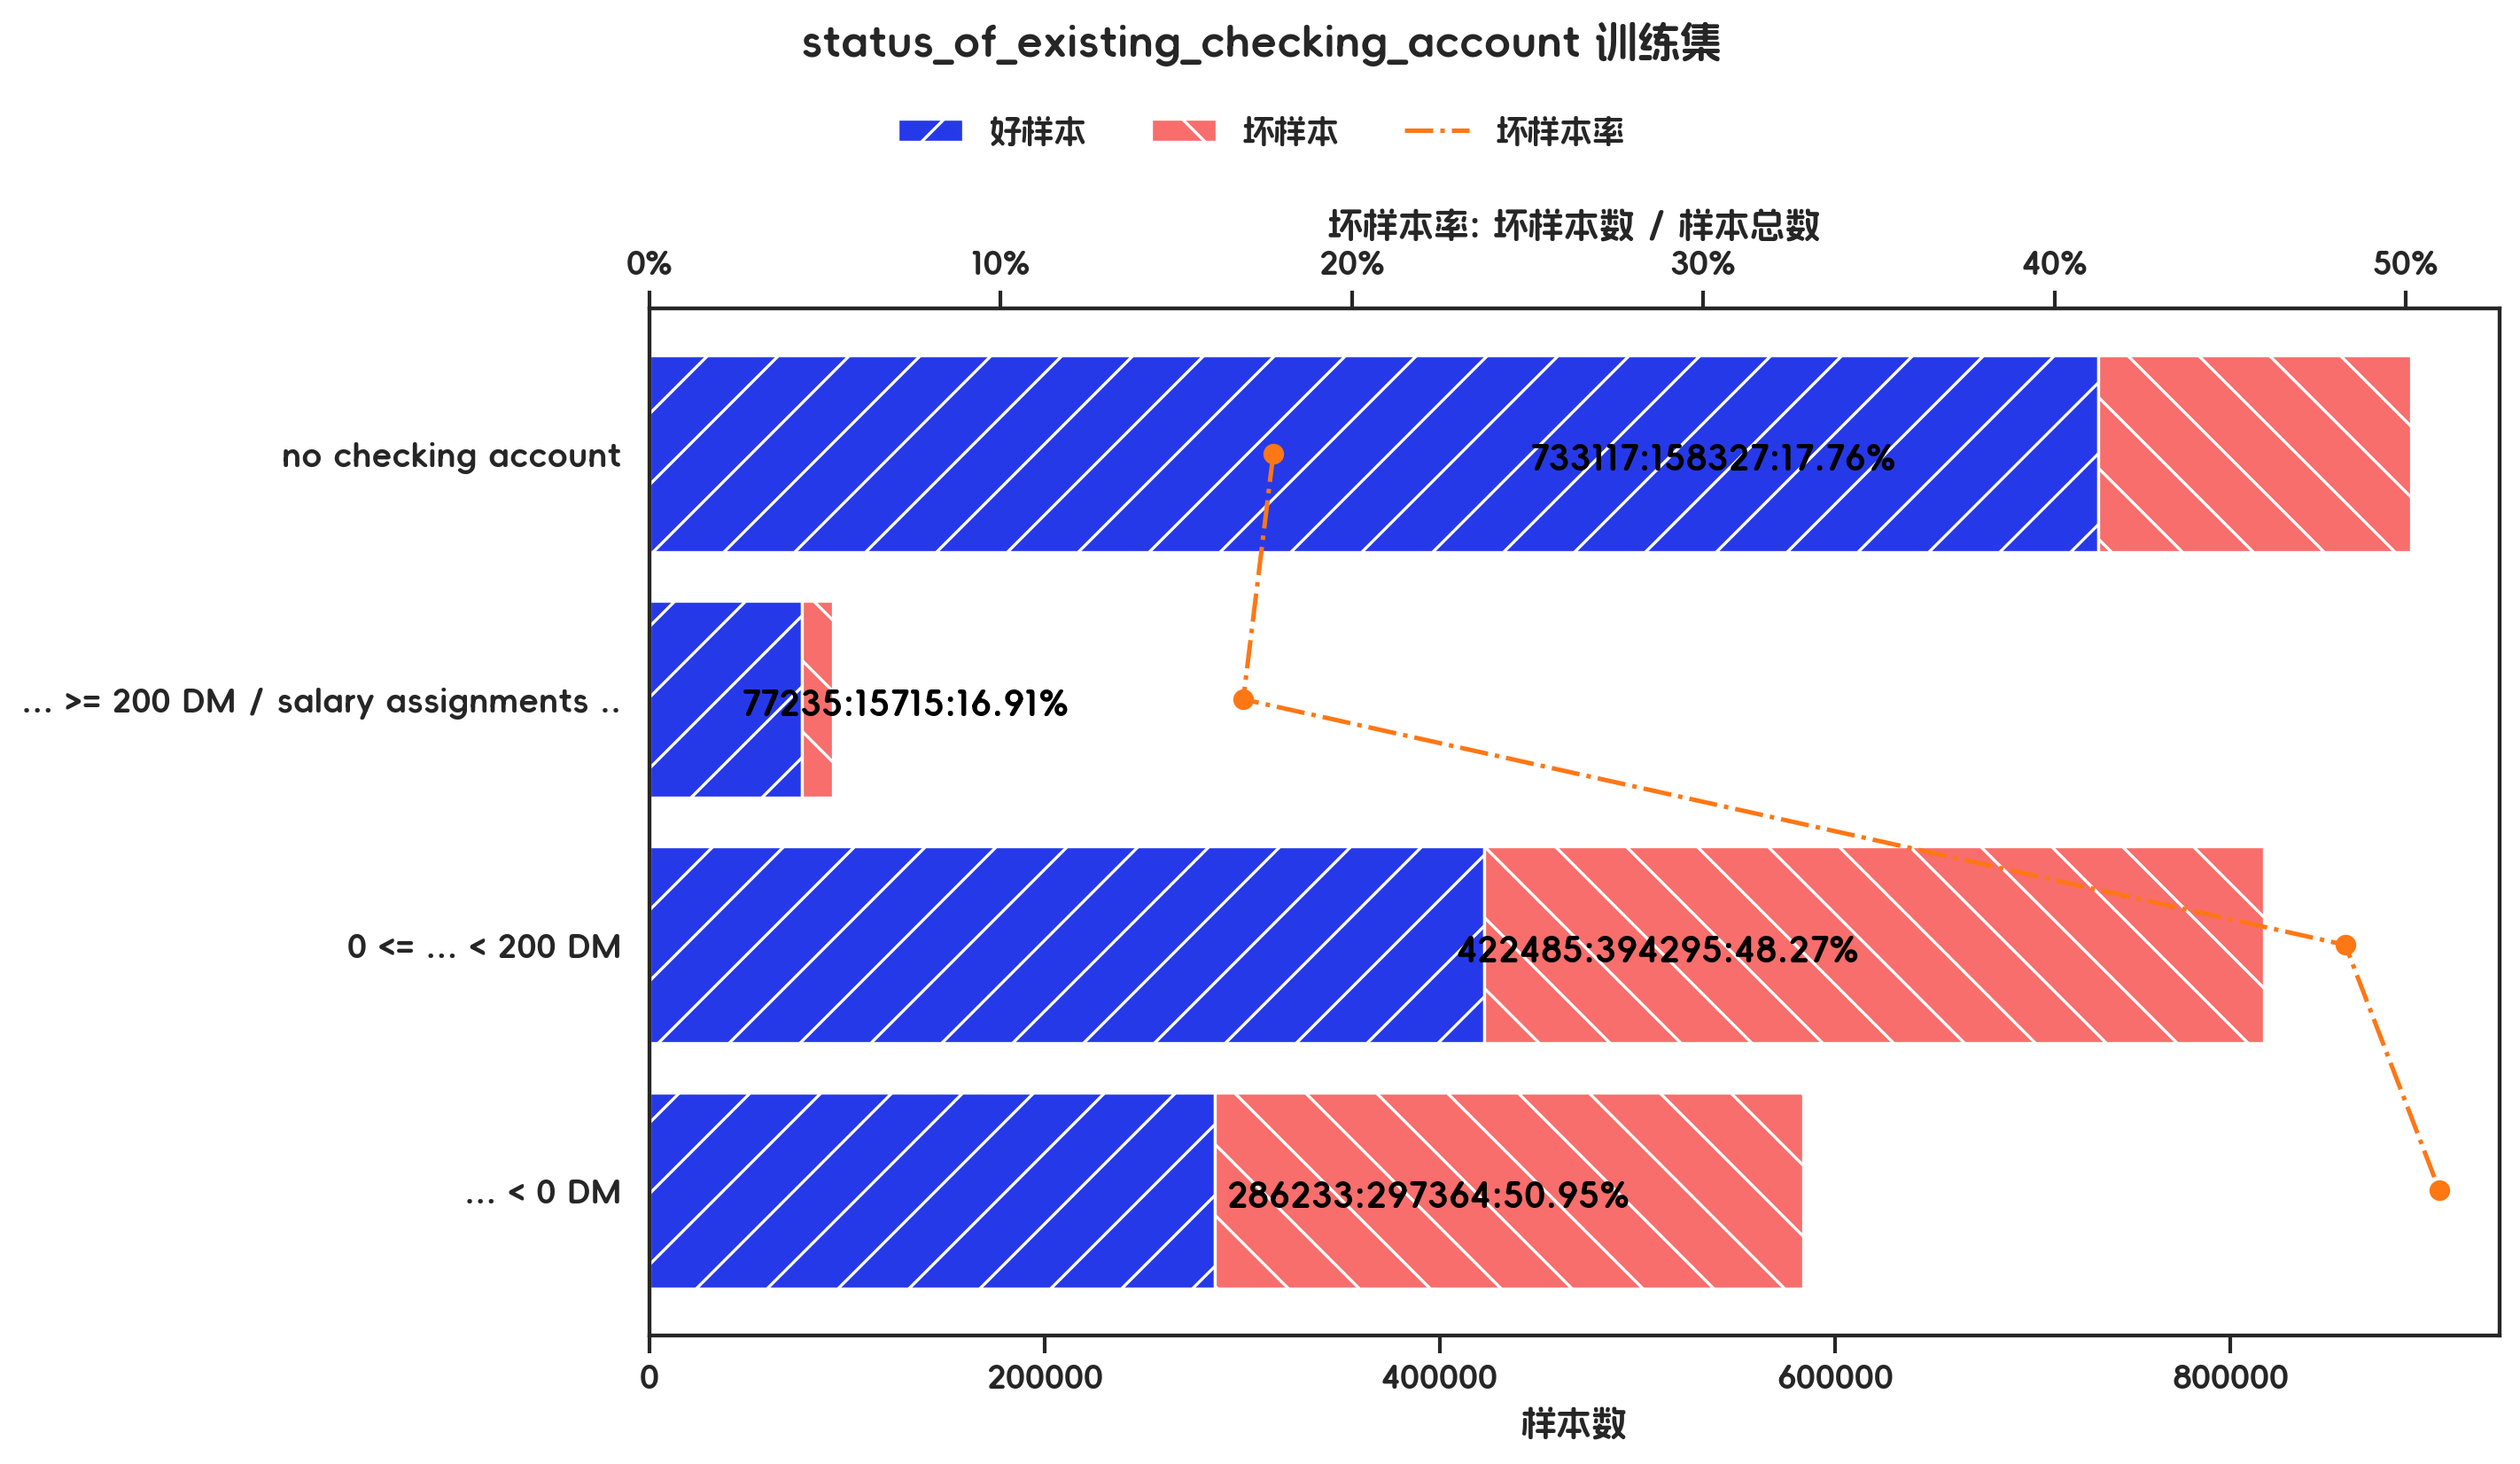 status_of_existing_checking_account 训练集
好样本 坏样本 坏样本率
坏样本率: 坏样本数 / 样本总数
0% 10% 20% 30% 40% 50%
no checking account 733117:158327:17.76%
... >= 200 DM / salary assignments .. 77235:15715:16.91%
0 <= ... < 200 DM 422485:394295:48.27%
... < 0 DM 286233:297364:50.95%
0 200000 400000 600000 800000
样本数